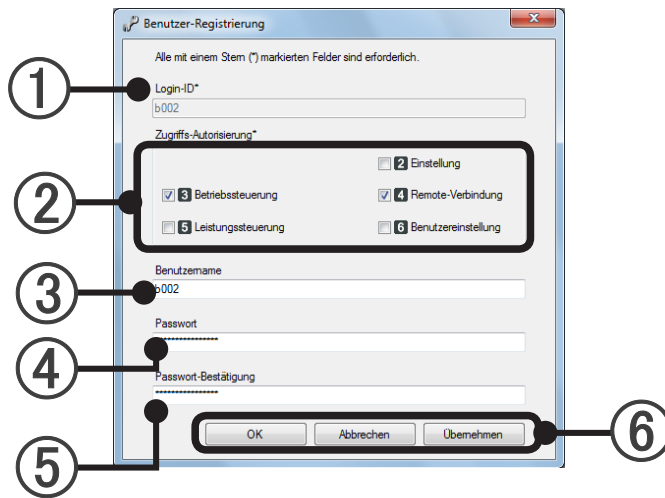 Benutzer-Registrierung
Alle mit einem Stern (*) markierten Felder sind erforderlich.
① Login-ID*
b002
Zugriffs-Autorisierung*
②
2 Einstellung
3 Betriebssteuerung 4 Remote-Verbindung
5 Leistungssteuerung 6 Benutzereinstellung
Benutzername
③ b002
Passwort
④ ****************
Passwort-Bestätigung
****************
⑤
OK Abbrechen Übernehmen ⑥